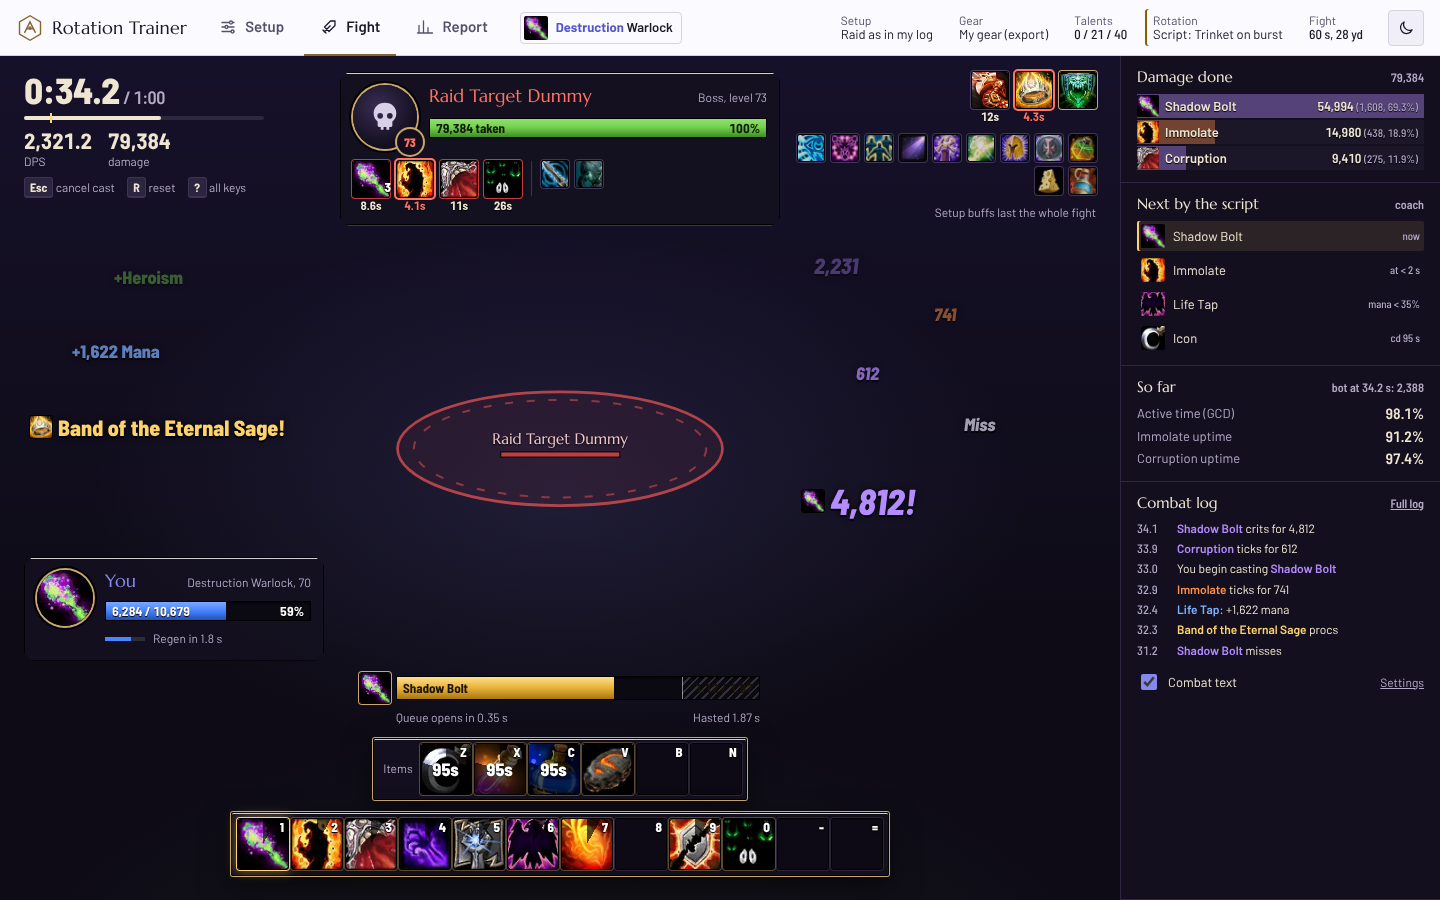 Rotation Trainer
Setup
Fight
Report
Destruction Warlock
Setup
Raid as in my log
Gear
My gear (export)
Talents
0 / 21 / 40
Rotation
Script: Trinket on burst
Fight
60 s, 28 yd
0:34.2 / 1:00
2,321.2 79,384
DPS damage
Esc cancel cast R reset ? all keys
Raid Target Dummy
Boss, level 73
79,384 taken 100%
73
3
8.6s 4.1s 11s 26s
12s 4.3s
Setup buffs last the whole fight
+Heroism
+1,622 Mana
Band of the Eternal Sage!
2,231
741
612
Miss
4,812!
Raid Target Dummy
You
Destruction Warlock, 70
6,284 / 10,679 59%
Regen in 1.8 s
Shadow Bolt
Queue opens in 0.35 s Hasted 1.87 s
Items
Z X C V B N
95s 95s 95s
1 2 3 4 5 6 7 8 9 0 - =
Damage done 79,384
Shadow Bolt 54,994 (1,608, 69.3%)
Immolate 14,980 (438, 18.9%)
Corruption 9,410 (275, 11.9%)
Next by the script coach
Shadow Bolt now
Immolate at < 2 s
Life Tap mana < 35%
Icon cd 95 s
So far bot at 34.2 s: 2,388
Active time (GCD) 98.1%
Immolate uptime 91.2%
Corruption uptime 97.4%
Combat log Full log
34.1 Shadow Bolt crits for 4,812
33.9 Corruption ticks for 612
33.0 You begin casting Shadow Bolt
32.9 Immolate ticks for 741
32.4 Life Tap: +1,622 mana
32.3 Band of the Eternal Sage procs
31.2 Shadow Bolt misses
Combat text Settings